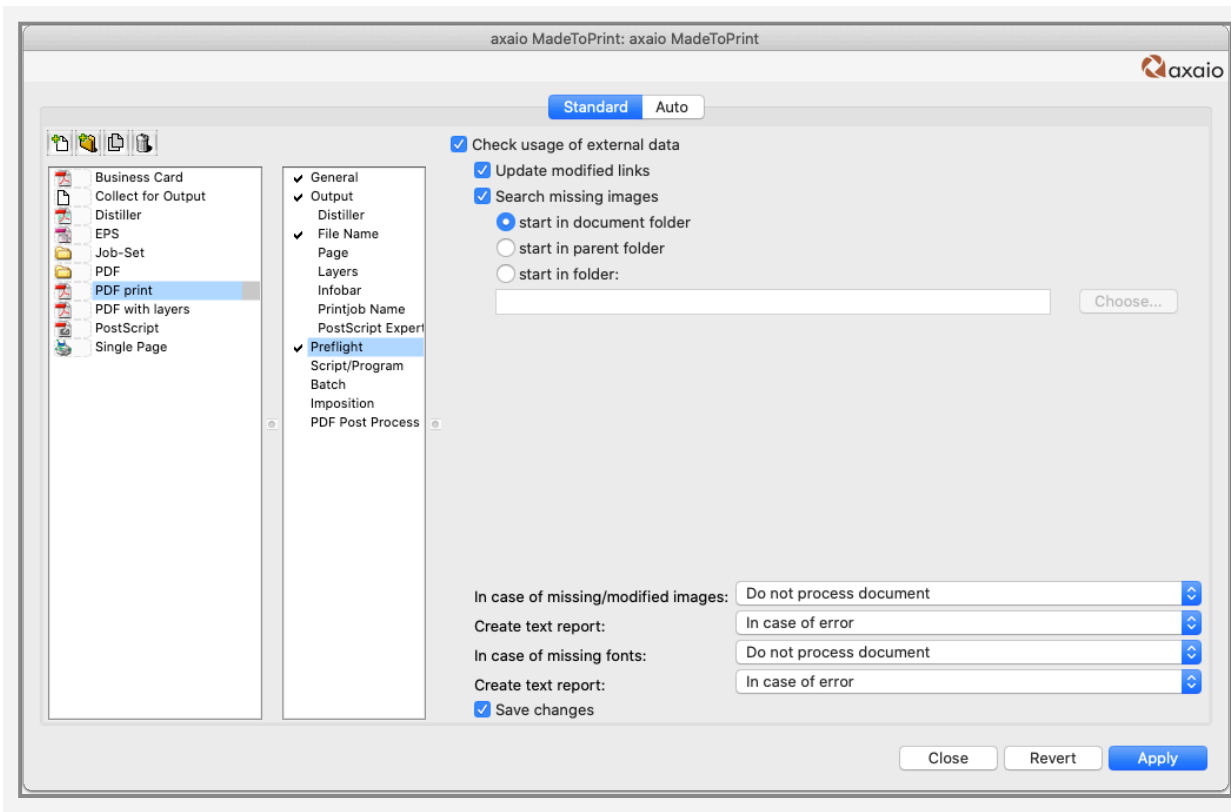 axaio MadeToPrint: axaio MadeToPrint
axaio
Standard
Auto
Business Card
Collect for Output
Distiller
EPS
Job-Set
PDF
PDF print
PDF with layers
PostScript
Single Page
General
Output
Distiller
File Name
Page
Layers
Infobar
Printjob Name
PostScript Expert
Preflight
Script/Program
Batch
Imposition
PDF Post Process
Check usage of external data
Update modified links
Search missing images
start in document folder
start in parent folder
start in folder:
Choose...
In case of missing/modified images: Do not process document
Create text report: In case of error
In case of missing fonts: Do not process document
Create text report: In case of error
Save changes
Close
Revert
Apply